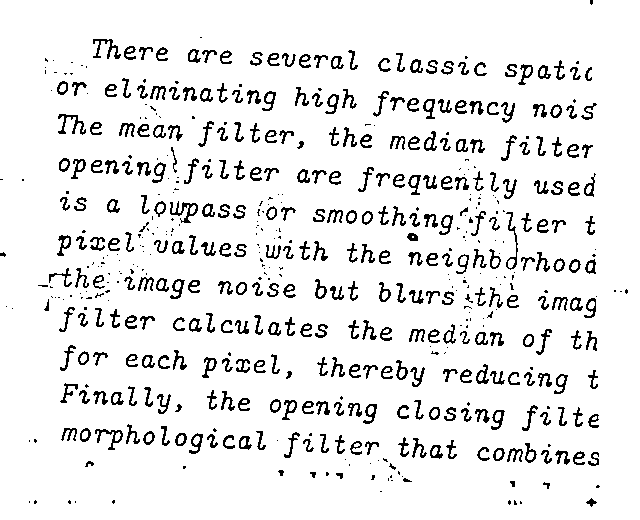 There are several classic spatic
or eliminating high frequency nois
The mean filter, the median filter
opening filter are frequently used
is a lowpass or smoothing filter t
pixel values with the neighborhood
the image noise but blurs the imag
filter calculates the median of th
for each pixel, thereby reducing t
Finally, the opening closing filte
morphological filter that combines